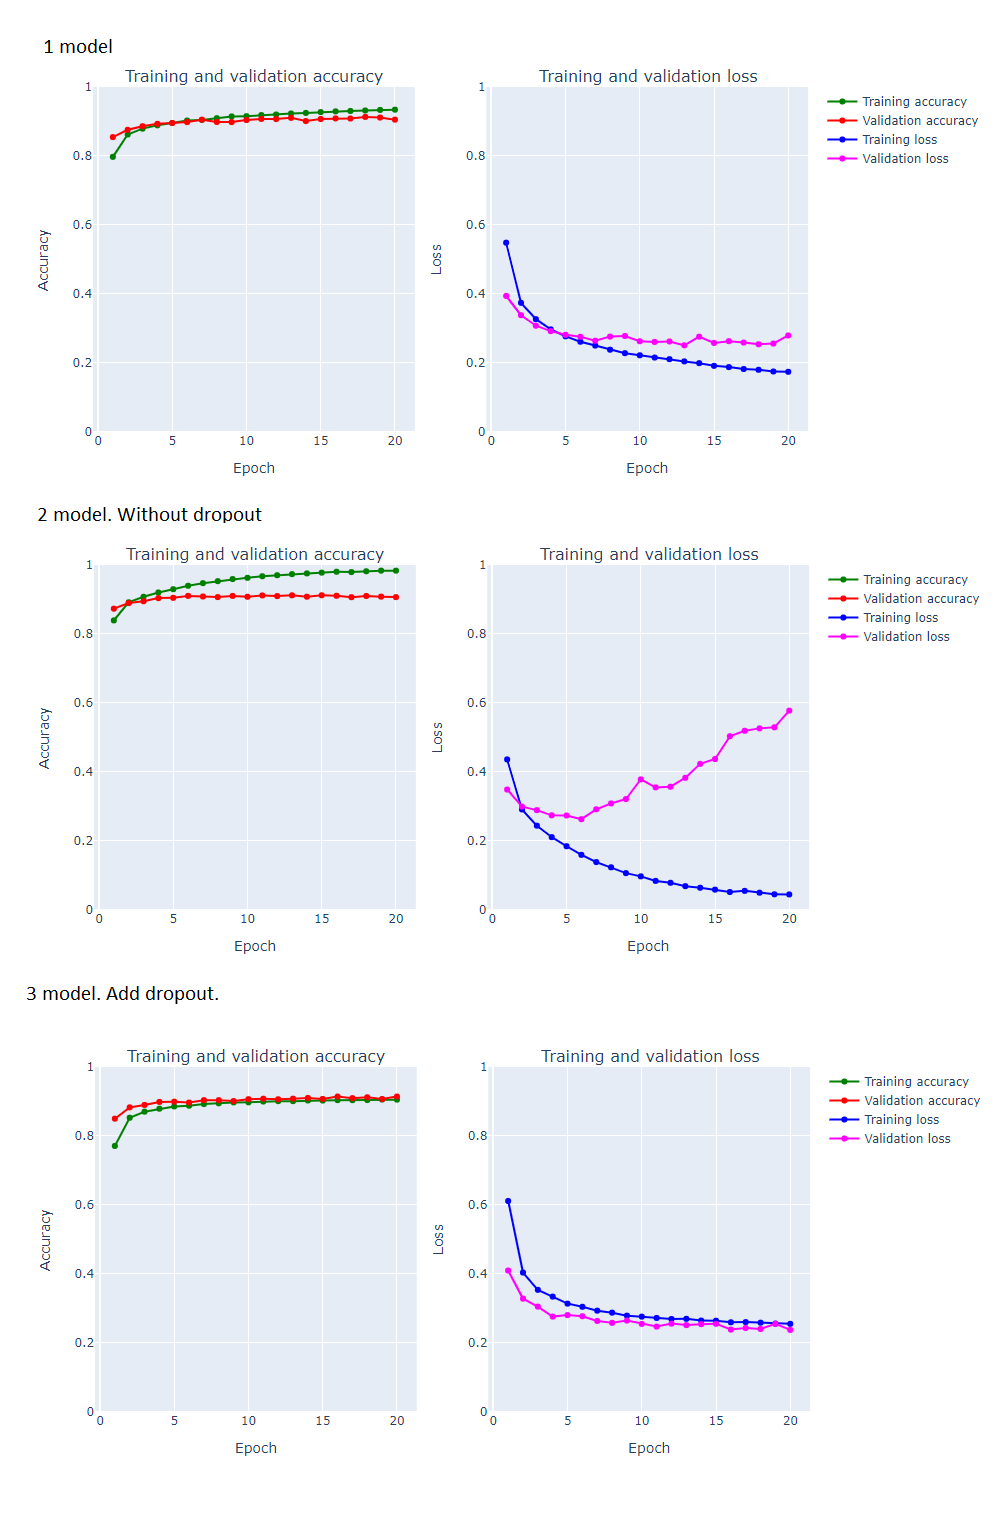 1 model
Training and validation accuracy
Training and validation loss
1
0.8
0.6
0.4
0.2
0
Accuracy
0 5 10 15 20
Epoch
1
0.8
0.6
0.4
0.2
0
Loss
0 5 10 15 20
Epoch
Training accuracy
Validation accuracy
Training loss
Validation loss
2 model. Without dropout
Training and validation accuracy
Training and validation loss
1
0.8
0.6
0.4
0.2
0
Accuracy
0 5 10 15 20
Epoch
1
0.8
0.6
0.4
0.2
0
Loss
0 5 10 15 20
Epoch
Training accuracy
Validation accuracy
Training loss
Validation loss
3 model. Add dropout.
Training and validation accuracy
Training and validation loss
1
0.8
0.6
0.4
0.2
0
Accuracy
0 5 10 15 20
Epoch
1
0.8
0.6
0.4
0.2
0
Loss
0 5 10 15 20
Epoch
Training accuracy
Validation accuracy
Training loss
Validation loss